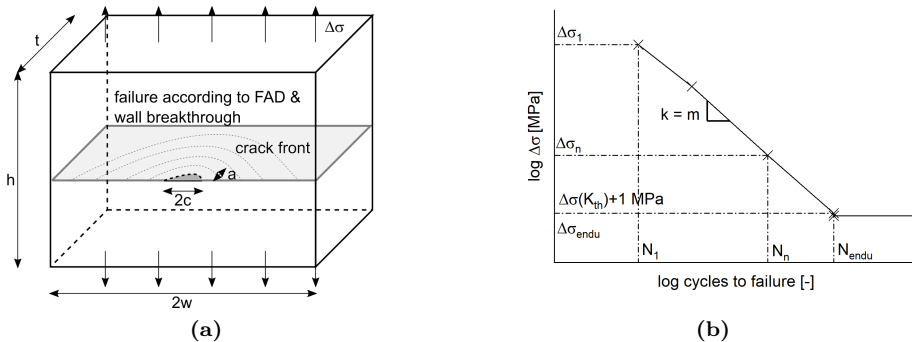 Δσ
t
failure according to FAD &
wall breakthrough
crack front
h
a
2c
2w
(a)
log Δσ [MPa]
Δσ₁
k = m
Δσₙ
Δσ(Kₜₕ)+1 MPa
Δσₑₙdᵤ
N₁
Nₙ
Nₑₙdᵤ
log cycles to failure [-]
(b)